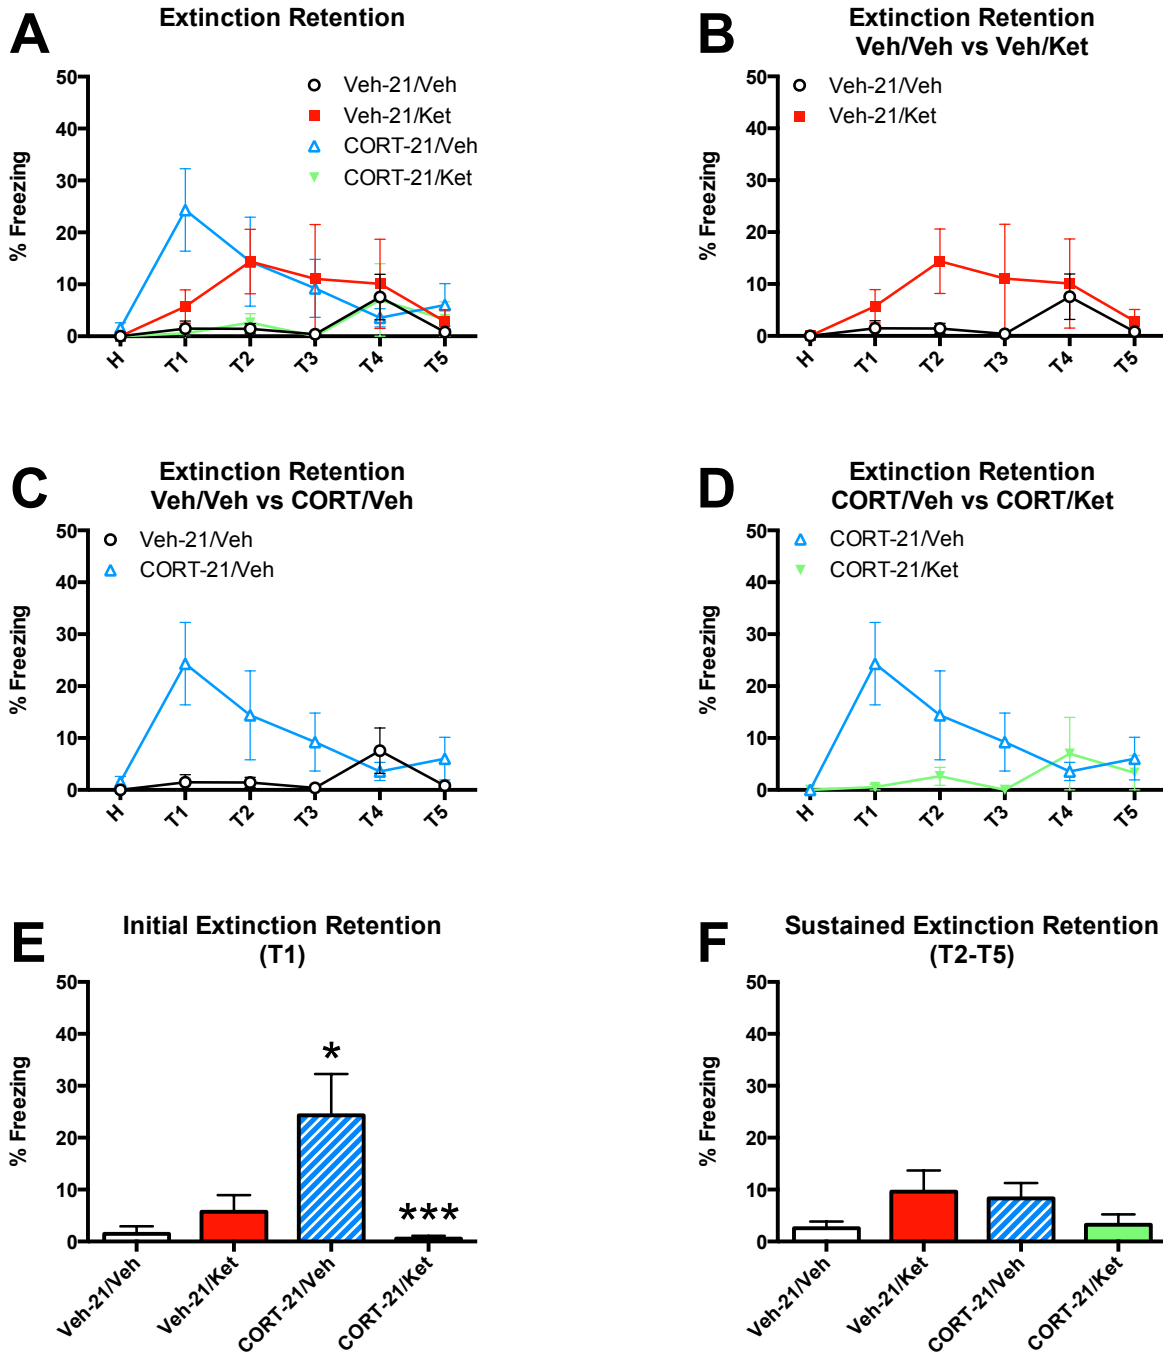 A
Extinction Retention
% Freezing
50
40
30
20
10
0
Veh-21/Veh
Veh-21/Ket
CORT-21/Veh
CORT-21/Ket
H
T1
T2
T3
T4
T5
B
Extinction Retention
Veh/Veh vs Veh/Ket
% Freezing
50
40
30
20
10
0
Veh-21/Veh
Veh-21/Ket
H
T1
T2
T3
T4
T5
C
Extinction Retention
Veh/Veh vs CORT/Veh
% Freezing
50
40
30
20
10
0
Veh-21/Veh
CORT-21/Veh
H
T1
T2
T3
T4
T5
D
Extinction Retention
CORT/Veh vs CORT/Ket
% Freezing
50
40
30
20
10
0
CORT-21/Veh
CORT-21/Ket
H
T1
T2
T3
T4
T5
E
Initial Extinction Retention
(T1)
% Freezing
50
40
30
20
10
0
*
***
Veh-21/Veh
Veh-21/Ket
CORT-21/Veh
CORT-21/Ket
F
Sustained Extinction Retention
(T2-T5)
% Freezing
50
40
30
20
10
0
Veh-21/Veh
Veh-21/Ket
CORT-21/Veh
CORT-21/Ket